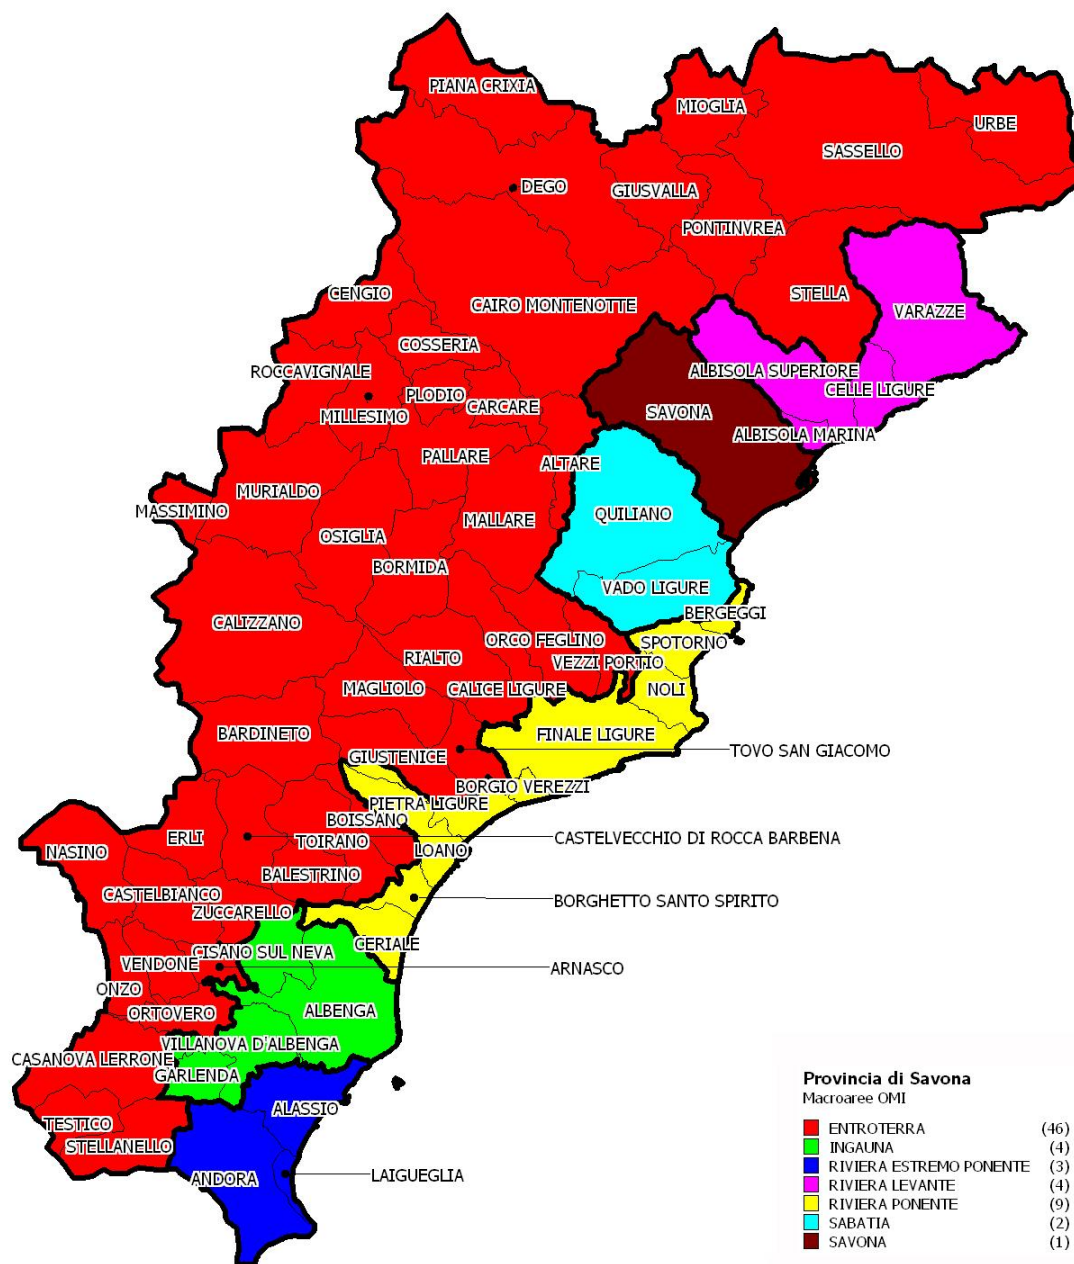 PIANA CRIXIA
MIOGLIA
URBE
SASSELLO
DEGO
GIUSVALLA
PONTINVREA
CENGIO
STELLA
CAIRO MONTENOTTE
VARAZZE
COSSERIA
ROCCAVIGNALE
ALBISOLA SUPERIORE
CELLE LIGURE
PLODIO
CARCARE
MILLESIMO
SAVONA
ALBISOLA MARINA
PALLARE
ALTARE
MURIALDO
MASSIMINO
QUILIANO
MALLARE
OSIGLIA
BORMIDA
VADO LIGURE
BERGEGGI
CALIZZANO
ORCO FEGLINO
SPOTORNO
RIALTO
VEZZI PORTIO
MAGLIOLO
CALICE LIGURE
NOLI
BARDINETO
FINALE LIGURE
TOVO SAN GIACOMO
GIUSTENICE
BORGIO VEREZZI
PIETRA LIGURE
BOISSANO
ERLI
TOIRANO
CASTELVECCHIO DI ROCCA BARBENA
NASINO
LOANO
BALESTRINO
CASTELBIANCO
BORGHETTO SANTO SPIRITO
ZUCCARELLO
CERIALE
CISANO SUL NEVA
VENDONE
ARNASCO
ONZO
ORTOVERO
ALBENGA
VILLANOVA D'ALBENGA
CASANOVA LERRONE
GARLENDA
ALASSIO
TESTICO
STELLANELLO
ANDORA
LAIGUEGLIA
Provincia di Savona
Macroaree OMI
ENTROTERRA (46)
INGAUNA (4)
RIVIERA ESTREMO PONENTE (3)
RIVIERA LEVANTE (4)
RIVIERA PONENTE (9)
SABATIA (2)
SAVONA (1)